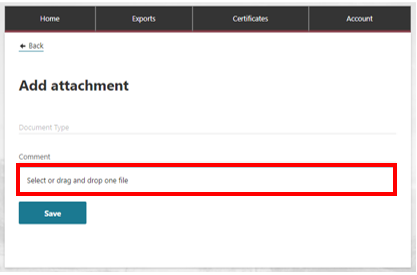 Home Exports Certificates Account
← Back
Add attachment
Document Type
Comment
Select or drag and drop one file
Save